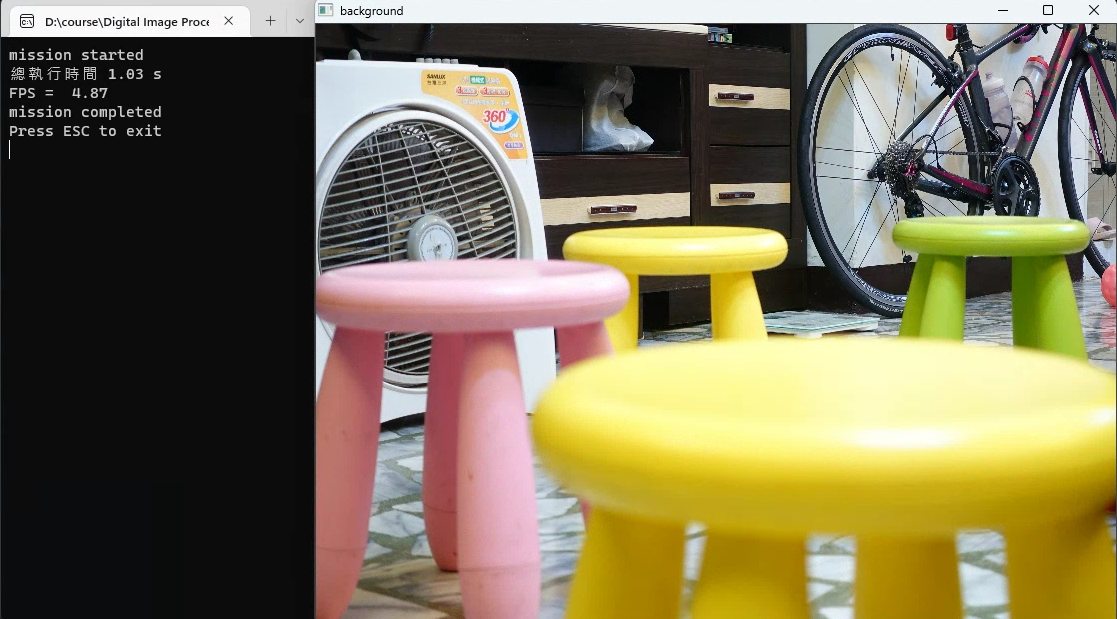 D:\course\Digital Image Proce
mission started
總執行時間 1.03 s
FPS =  4.87
mission completed
Press ESC to exit
background
SANLUX
360°